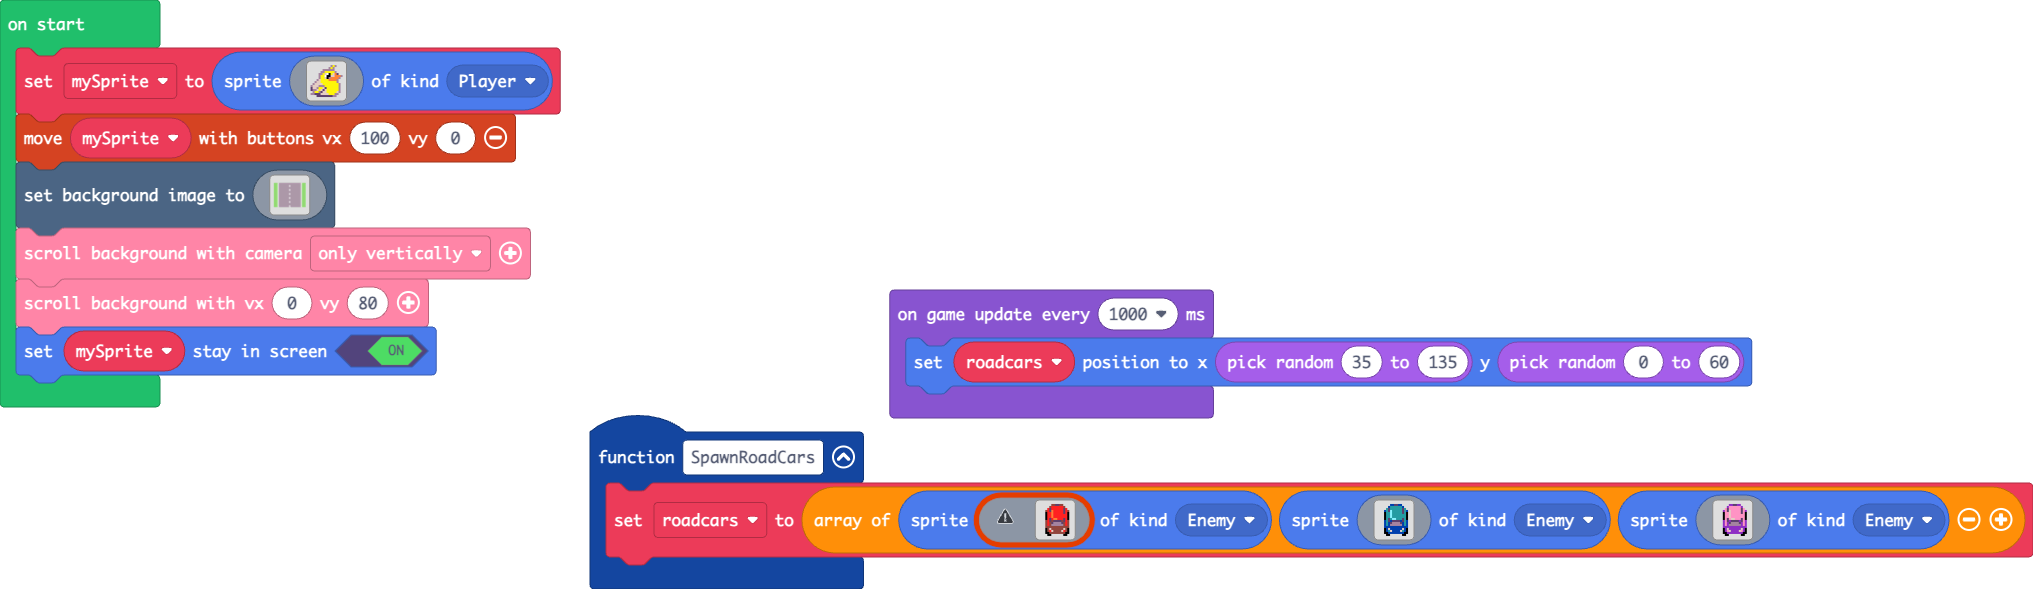 on start
set mySprite to sprite of kind Player
move mySprite with buttons vx 100 vy 0
set background image to
scroll background with camera only vertically
scroll background with vx 0 vy 80
set mySprite stay in screen ON
on game update every 1000 ms
set roadcars position to x pick random 35 to 135 y pick random 0 to 60
function SpawnRoadCars
set roadcars to array of sprite of kind Enemy sprite of kind Enemy sprite of kind Enemy